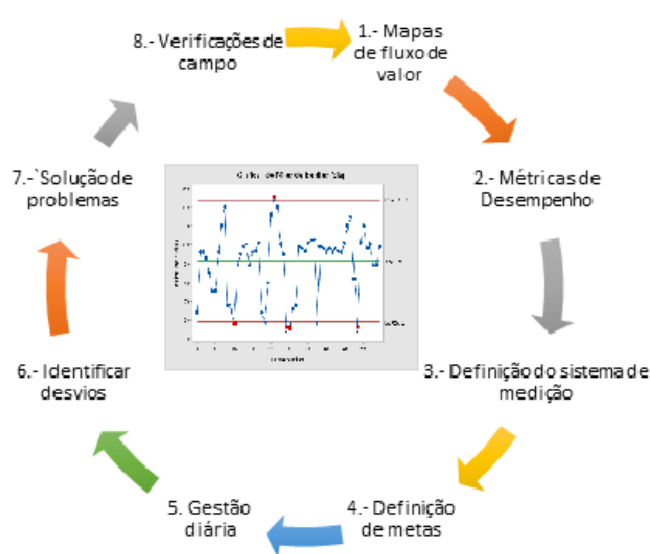 8.- Verificações de
campo
1.- Mapas
de fluxo de
valor
2.- Métricas de
Desempenho
3.- Definição do sistema de
medição
4.- Definição
de metas
5. Gestão
diária
6.- Identificar
desvios
7.-`Solução de
problemas